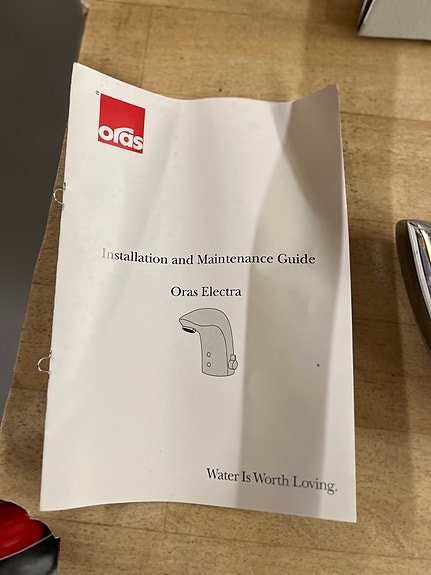 oras
Installation and Maintenance Guide
Oras Electra
Water Is Worth Loving.